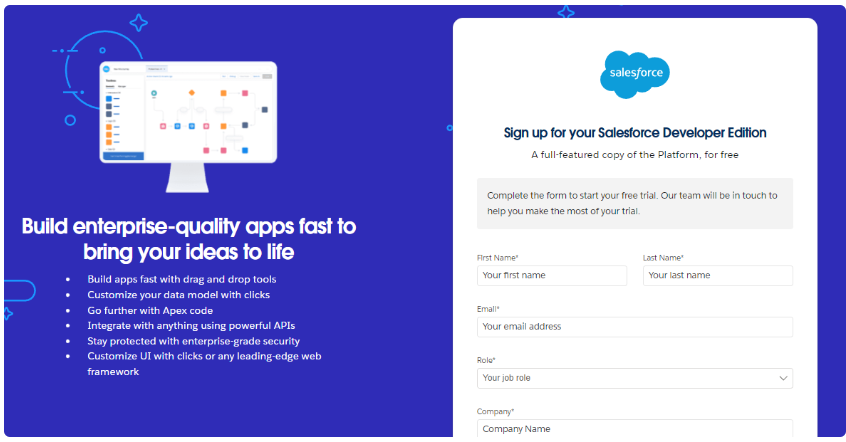 Build enterprise-quality apps fast to
bring your ideas to life
Build apps fast with drag and drop tools
Customize your data model with clicks
Go further with Apex code
Integrate with anything using powerful APIs
Stay protected with enterprise-grade security
Customize UI with clicks or any leading-edge web
framework
salesforce
Sign up for your Salesforce Developer Edition
A full-featured copy of the Platform, for free
Complete the form to start your free trial. Our team will be in touch to
help you make the most of your trial.
First Name* Last Name*
Your first name Your last name
Email*
Your email address
Role*
Your job role
Company*
Company Name